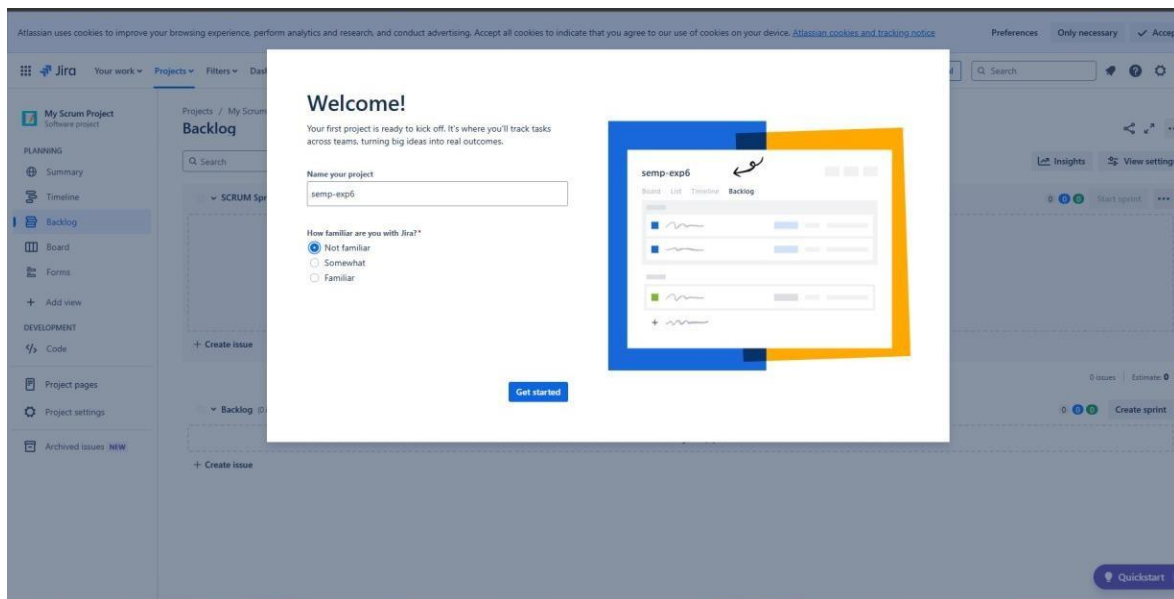 Atlassian uses cookies to improve your browsing experience, perform analytics and research, and conduct advertising. Accept all cookies to indicate that you agree to our use of cookies on your device. Atlassian cookies and tracking notice
Preferences
Only necessary
Jira
Your work
Projects
Filters
Search
My Scrum Project
Software project
PLANNING
Summary
Timeline
Backlog
Board
Forms
Add view
DEVELOPMENT
Code
Project pages
Project settings
Archived issues NEW
Projects / My Scrum
Backlog
Search
Insights
SCRUM
0 0 0 Start sprint
+ Create issue
0 issues Estimate: 0
Backlog
0 0 0 Create sprint
+ Create issue
Welcome!
Your first project is ready to kick off. It's where you'll track tasks
across teams, turning big ideas into real outcomes.
Name your project
semp-exp6
How familiar are you with Jira?*
Not familiar
Somewhat
Familiar
Get started
semp-exp6
Board List Timeline Backlog
Quickstart